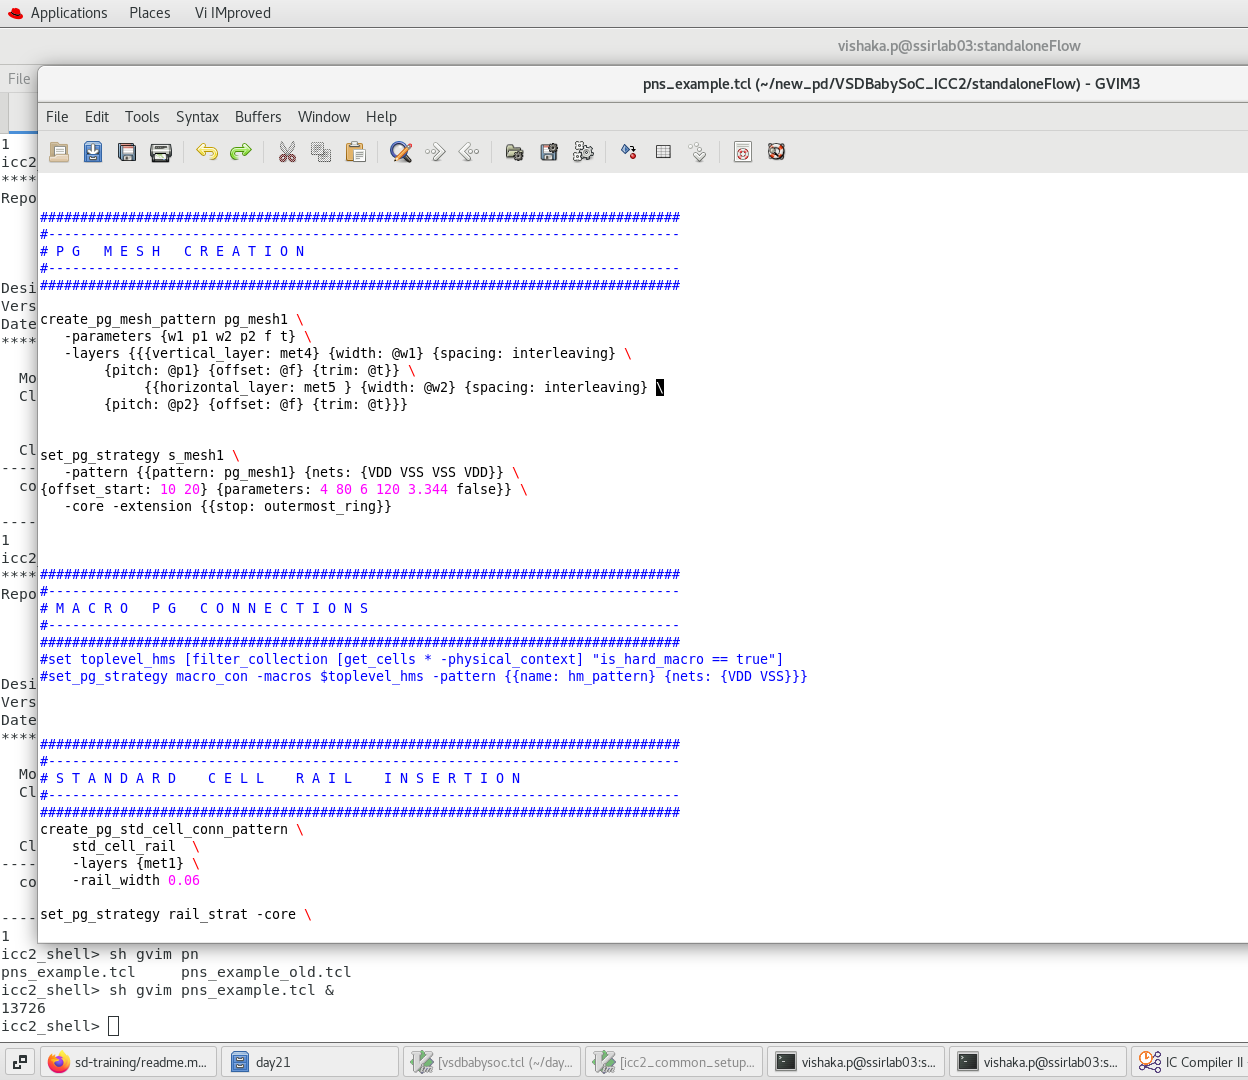 Applications Places Vi IMproved
vishaka.p@ssirlab03:standaloneFlow
File
pns_example.tcl (~/new_pd/VSDBabySoC_ICC2/standaloneFlow) - GVIM3
File Edit Tools Syntax Buffers Window Help
1
icc2
****
Repo
Desi
Vers
Date
****
Mo
Cl
Cl
----
co
----
1
icc2
****
Repo
Desi
Vers
Date
****
Mo
Cl
Cl
----
co
----
1
################################################################################
#-------------------------------------------------------------------------------
# P G   M E S H   C R E A T I O N
#-------------------------------------------------------------------------------
################################################################################
create_pg_mesh_pattern pg_mesh1 \
   -parameters {w1 p1 w2 p2 f t} \
   -layers {{{vertical_layer: met4} {width: @w1} {spacing: interleaving} \
        {pitch: @p1} {offset: @f} {trim: @t}} \
             {{horizontal_layer: met5 } {width: @w2} {spacing: interleaving} \
        {pitch: @p2} {offset: @f} {trim: @t}}}
set_pg_strategy s_mesh1 \
   -pattern {{pattern: pg_mesh1} {nets: {VDD VSS VSS VDD}} \
{offset_start: 10 20} {parameters: 4 80 6 120 3.344 false}} \
   -core -extension {{stop: outermost_ring}}
################################################################################
#-------------------------------------------------------------------------------
# M A C R O   P G   C O N N E C T I O N S
#-------------------------------------------------------------------------------
################################################################################
#set toplevel_hms [filter_collection [get_cells * -physical_context] "is_hard_macro == true"]
#set_pg_strategy macro_con -macros $toplevel_hms -pattern {{name: hm_pattern} {nets: {VDD VSS}}}
################################################################################
#-------------------------------------------------------------------------------
# S T A N D A R D    C E L L    R A I L    I N S E R T I O N
#-------------------------------------------------------------------------------
################################################################################
create_pg_std_cell_conn_pattern \
    std_cell_rail  \
    -layers {met1} \
    -rail_width 0.06
set_pg_strategy rail_strat -core \
icc2_shell> sh gvim pn
pns_example.tcl     pns_example_old.tcl
icc2_shell> sh gvim pns_example.tcl &
13726
icc2_shell>
sd-training/readme.m... day21 [vsdbabysoc.tcl (~/day... [icc2_common_setup... vishaka.p@ssirlab03:s... vishaka.p@ssirlab03:s... IC Compiler II